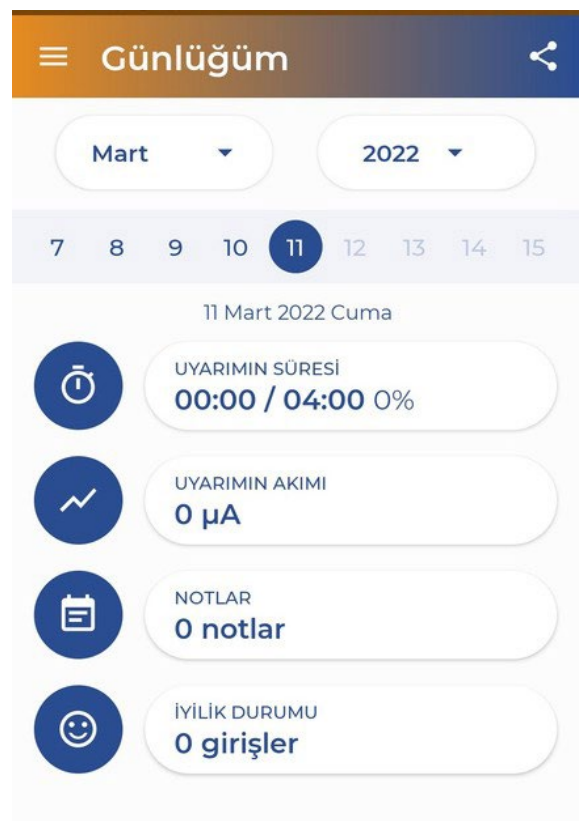 Günlüğüm
Mart 2022
7 8 9 10 11 12 13 14 15
11 Mart 2022 Cuma
UYARIMIN SÜRESİ
00:00 / 04:00 0%
UYARIMIN AKIMI
0 µA
NOTLAR
0 notlar
İYİLİK DURUMU
0 girişler